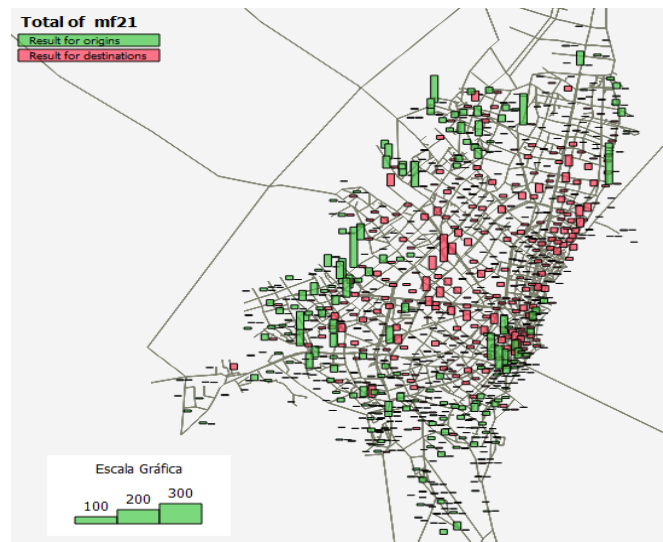 Total of mf21
Result for origins
Result for destinations
Escala Gráfica
100 200 300